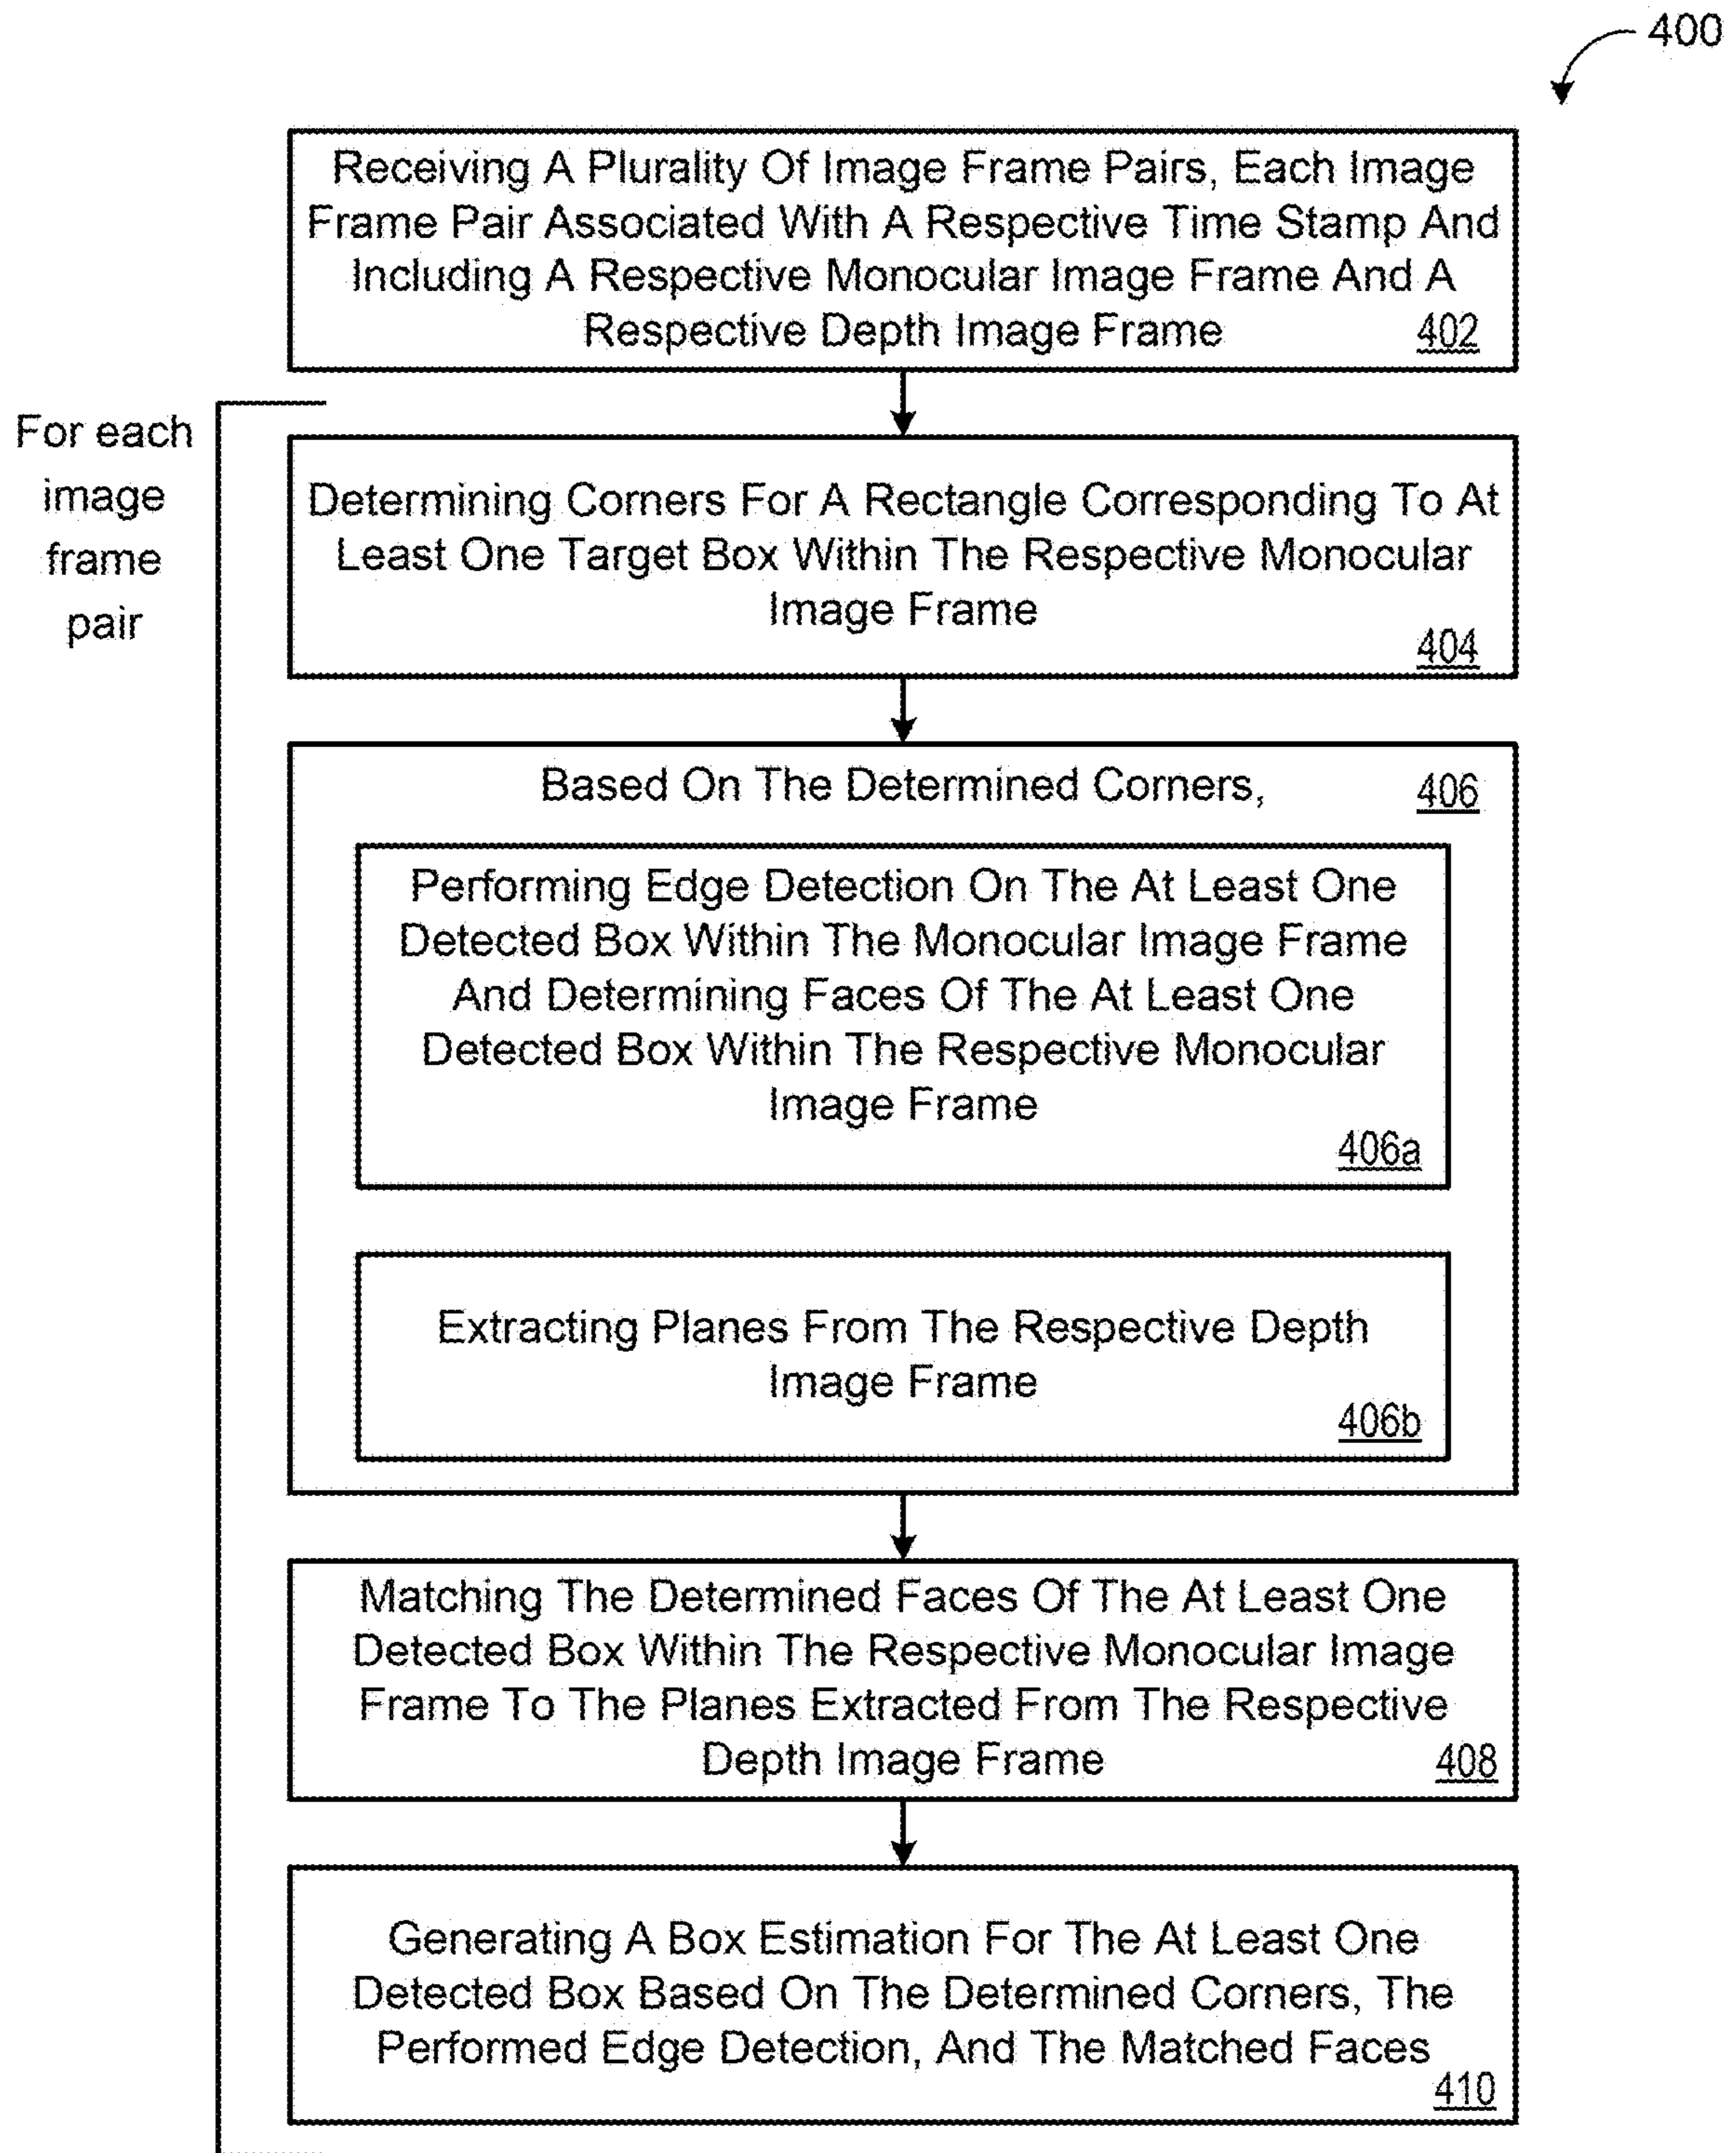 400
Receiving A Plurality Of Image Frame Pairs, Each Image
Frame Pair Associated With A Respective Time Stamp And
Including A Respective Monocular Image Frame And A
Respective Depth Image Frame
402
For each
image
frame
pair
Determining Corners For A Rectangle Corresponding To At
Least One Target Box Within The Respective Monocular
Image Frame
404
Based On The Determined Corners,
406
Performing Edge Detection On The At Least One
Detected Box Within The Monocular Image Frame
And Determining Faces Of The At Least One
Detected Box Within The Respective Monocular
Image Frame
406a
Extracting Planes From The Respective Depth
Image Frame
406b
Matching The Determined Faces Of The At Least One
Detected Box Within The Respective Monocular Image
Frame To The Planes Extracted From The Respective
Depth Image Frame
408
Generating A Box Estimation For The At Least One
Detected Box Based On The Determined Corners, The
Performed Edge Detection, And The Matched Faces
410